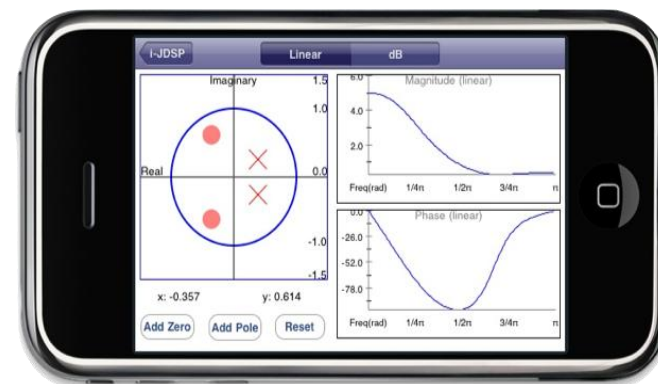 i-JDSP
Linear
dB
Imaginary
1.5
1.0
Real
0.0
-1.0
-1.5
x: -0.357
y: 0.614
Add Zero
Add Pole
Reset
Magnitude (linear)
6.0
4.0
2.0
Freq(rad) 1/4π 1/2π 3/4π π
Phase (linear)
0.0
-26.0
-52.0
-78.0
Freq(rad) 1/4π 1/2π 3/4π π